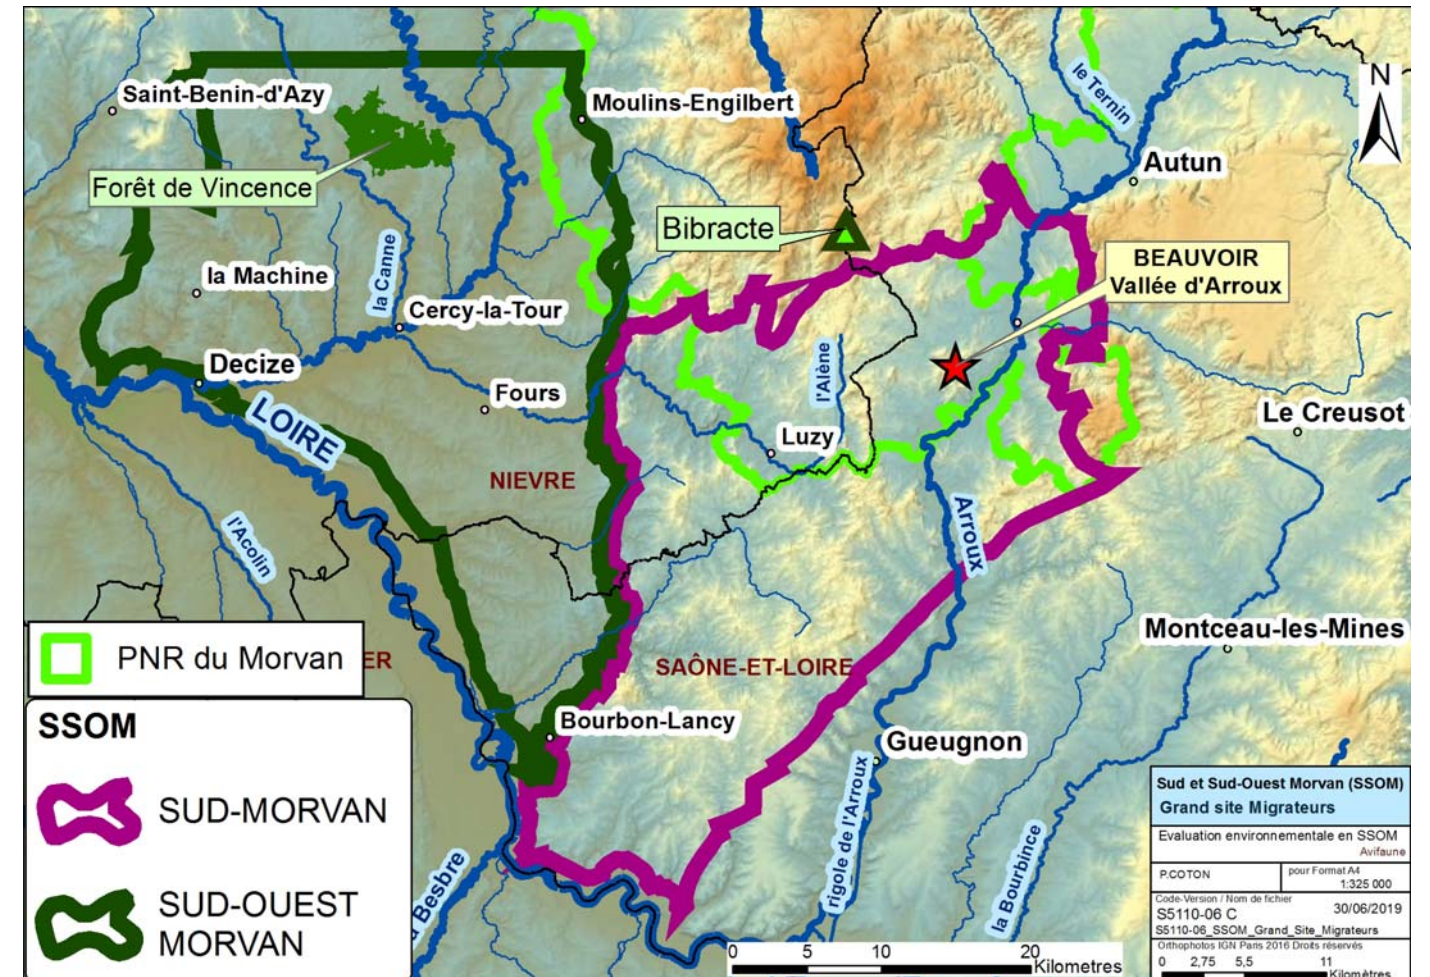 Saint-Benin-d'Azy
Moulins-Engilbert
le Ternin
N
Autun
Forêt de Vincence
Bibracte
BEAUVOIR
Vallée d'Arroux
la Machine
la Canne
Cercy-la-Tour
Decize
Fours
l'Alène
LOIRE
Luzy
Le Creusot
NIEVRE
l'Acolin
Arroux
Montceau-les-Mines
PNR du Morvan
ER
SAÔNE-ET-LOIRE
SSOM
SUD-MORVAN
SUD-OUEST
MORVAN
Bourbon-Lancy
Gueugnon
rigole de l'Arroux
la Bourbince
a Besbre
0 5 10 20
Kilometres
Sud et Sud-Ouest Morvan (SSOM)
Grand site Migrateurs
Evaluation environnementale en SSOM
Avifaune
P.COTON
pour Format A4
1:325 000
Code-Version / Nom de fichier
S5110-06 C
30/06/2019
S5110-06_SSOM_Grand_Site_Migrateurs
Orthophotos IGN Paris 2016 Droits réservés
0 2,75 5,5 11
Kilomètres